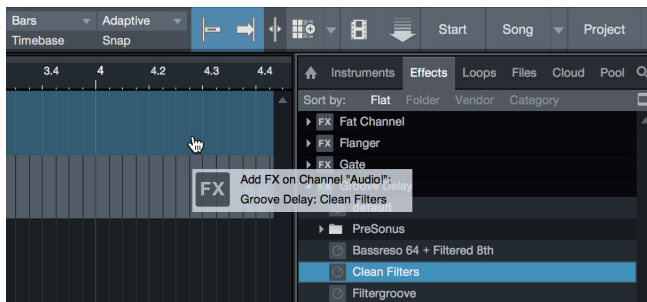 Bars
Adaptive
Timebase
Snap
Start
Song
Project
3.4
4
4.2
4.3
4.4
Instruments
Effects
Loops
Files
Cloud
Pool
Sort by:
Flat
Folder
Vendor
Category
FX Fat Channel
FX Flanger
FX Gate
FX Groove Delay
FX
Add FX on Channel "Audio!":
Groove Delay: Clean Filters
default
PreSonus
Bassreso 64 + Filtered 8th
Clean Filters
Filtergroove